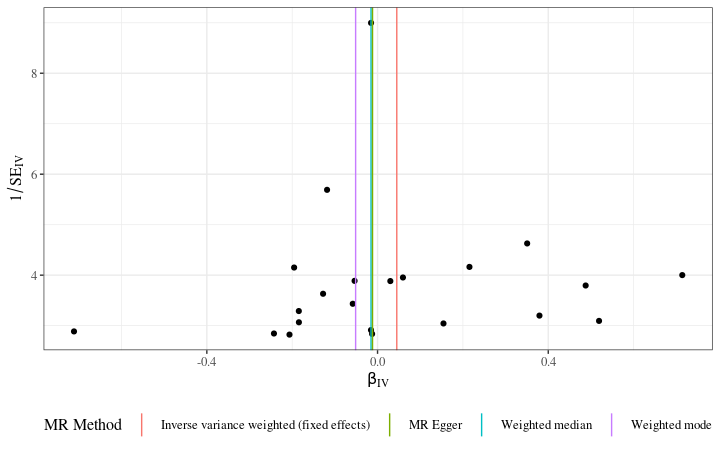 8
6
4
1/SE_IV
-0.4
0.0
0.4
β_IV
MR Method
Inverse variance weighted (fixed effects)
MR Egger
Weighted median
Weighted mode